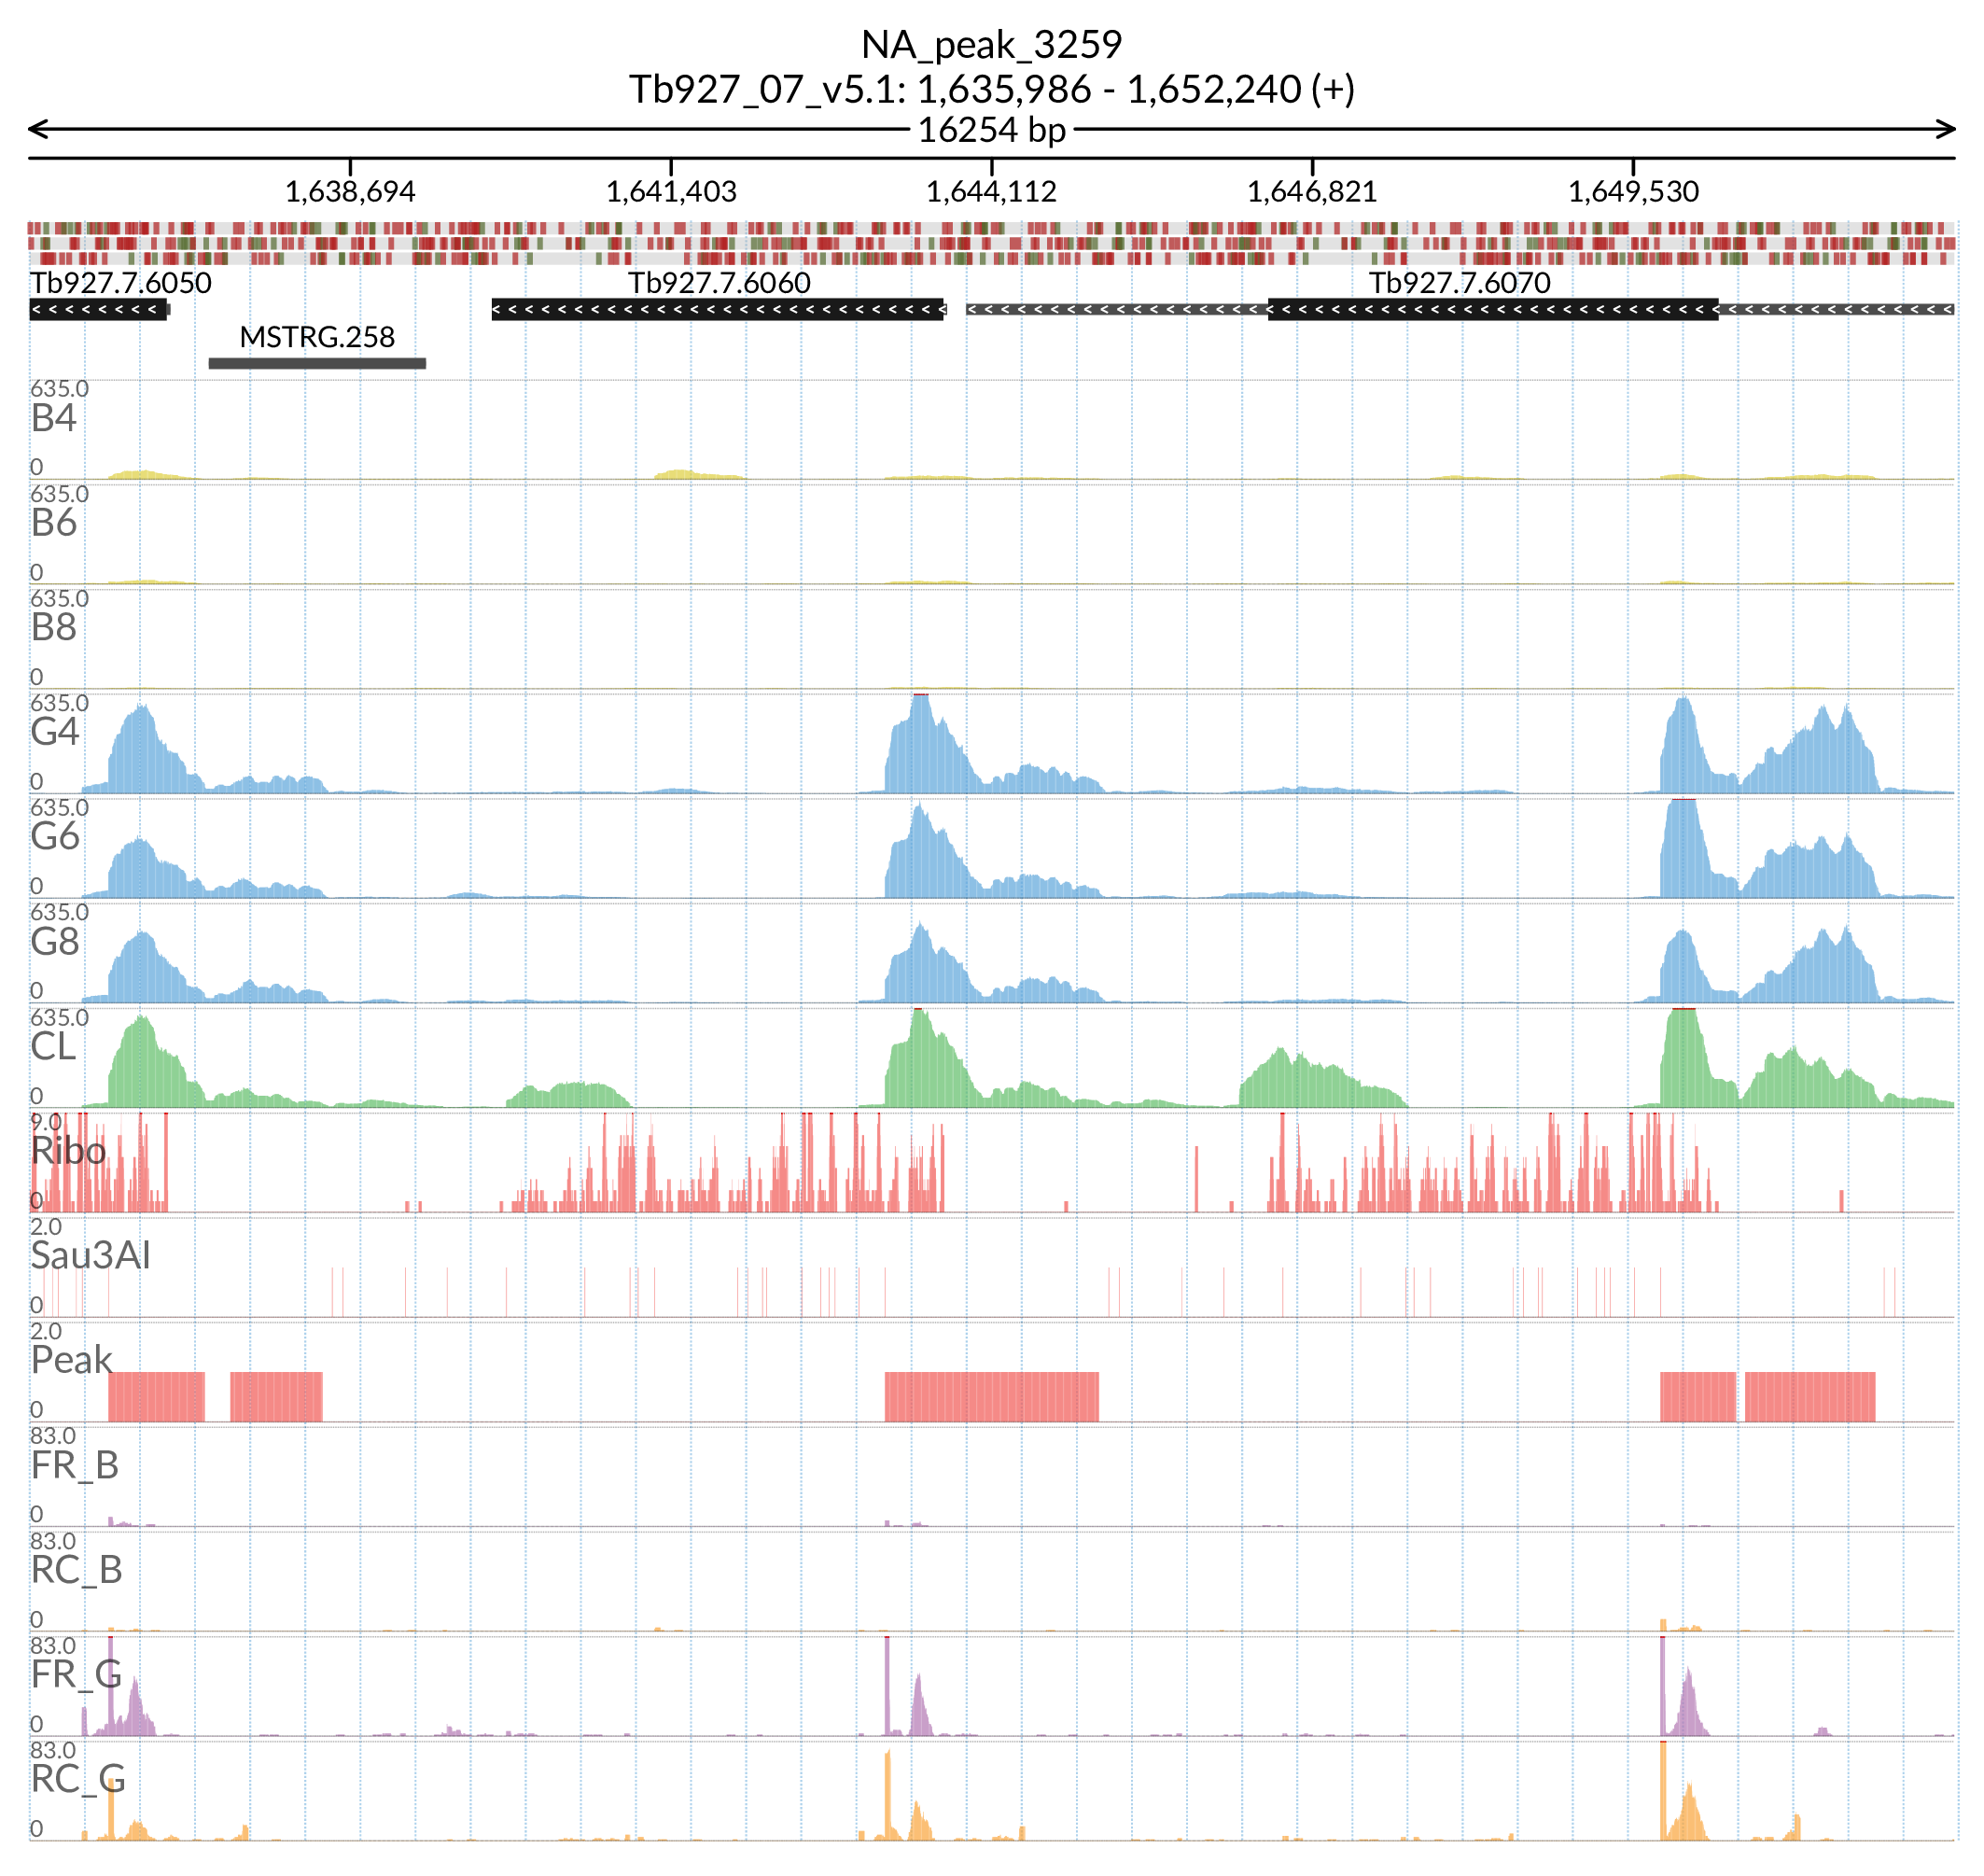 NA_peak_3259
Tb927_07_v5.1: 1,635,986 - 1,652,240 (+)
16254 bp
1,638,694 1,641,403 1,644,112 1,646,821 1,649,530
Tb927.7.6050 Tb927.7.6060 Tb927.7.6070
MSTRG.258
635.0
B4
0
635.0
B6
0
635.0
B8
0
635.0
G4
0
635.0
G6
0
635.0
G8
0
635.0
CL
0
9.0
Ribo
0
2.0
Sau3AI
0
2.0
Peak
0
83.0
FR_B
0
83.0
RC_B
0
83.0
FR_G
0
83.0
RC_G
0